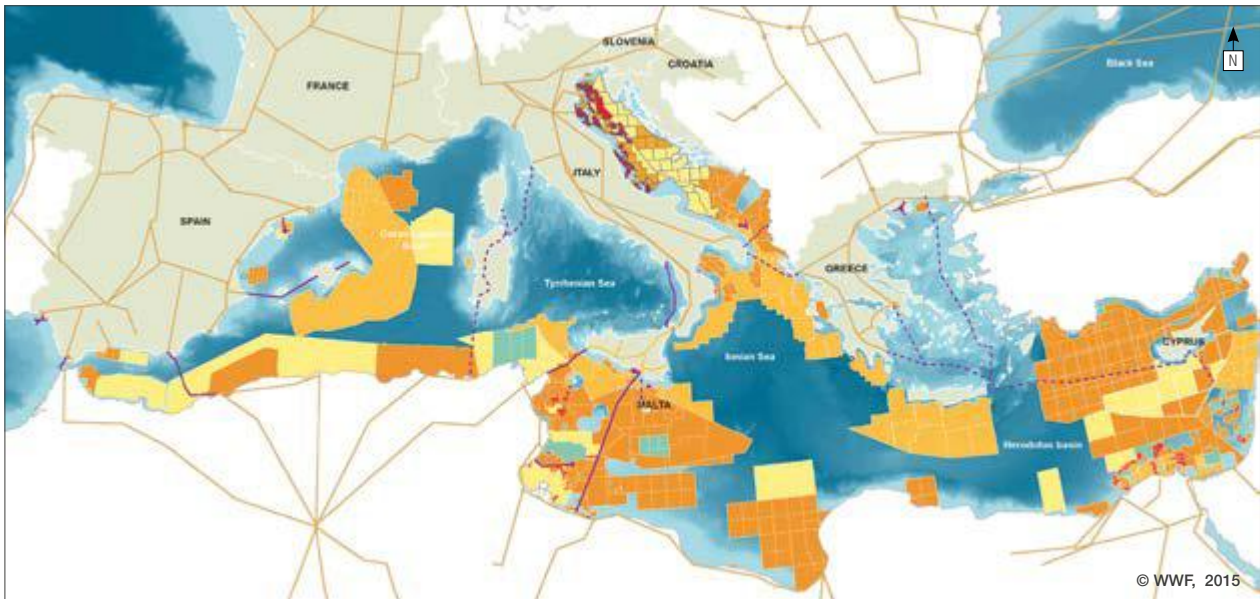 SLOVENIA
CROATIA
FRANCE
Black Sea
N
ITALY
SPAIN
Tyrrhenian Sea
GREECE
Ionian Sea
CYPRUS
MALTA
Herodotus basin
© WWF, 2015